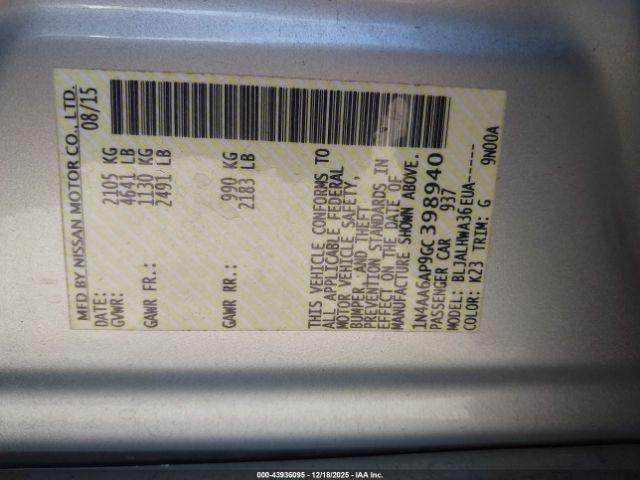 MFD BY NISSAN MOTOR CO., LTD.
DATE: 08/15
GVWR: 2105 KG
4641 LB
GAWR FR.: 1130 KG
2491 LB
GAWR RR.: 990 KG
2183 LB
THIS VEHICLE CONFORMS TO
ALL APPLICABLE FEDERAL
MOTOR VEHICLE SAFETY,
BUMPER, AND THEFT
PREVENTION STANDARDS IN
EFFECT ON THE DATE OF
MANUFACTURE SHOWN ABOVE.
1N4AA6AP9GC398940
PASSENGER CAR 937
MODEL: BLJALHWA36EUA------
COLOR: K23 TRIM: G 9N00A
000-43936095 - 12/18/2025 - IAA Inc.